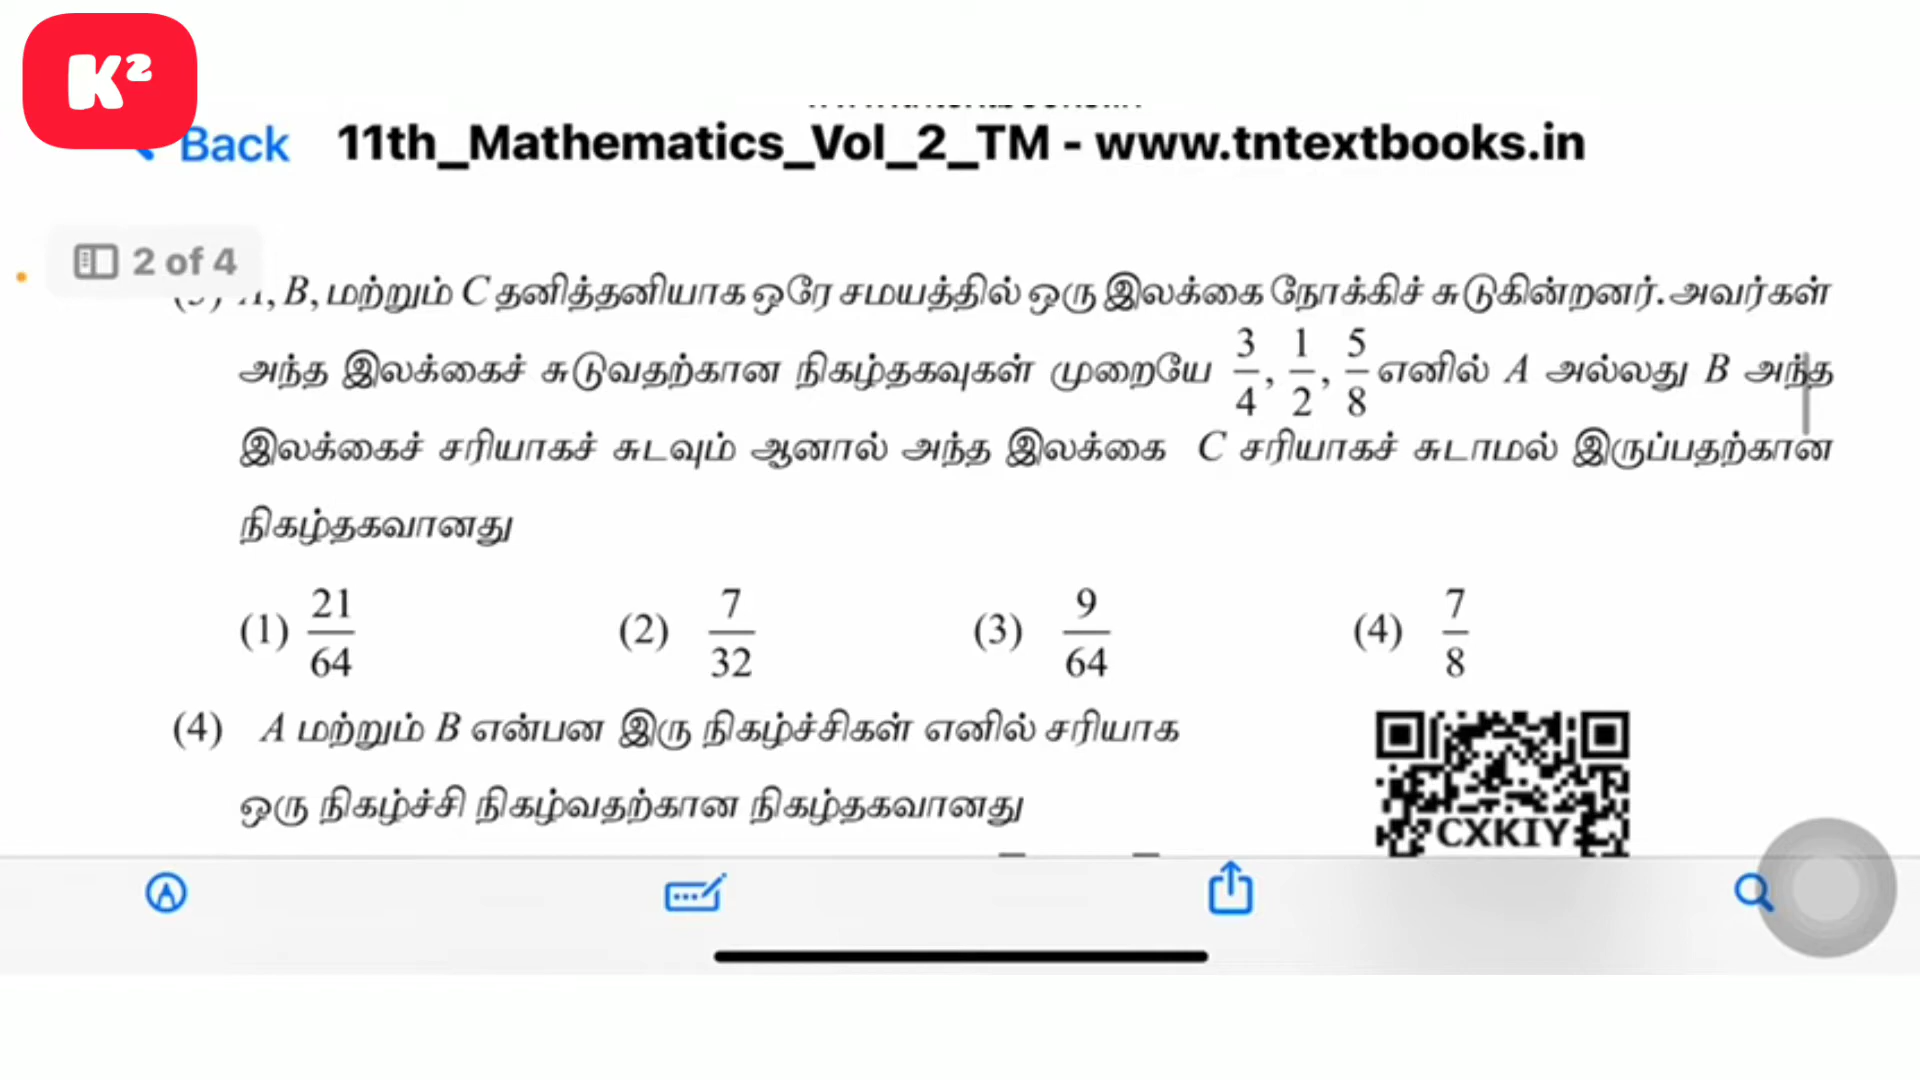 K²
Back 11th_Mathematics_Vol_2_TM - www.tntextbooks.in
2 of 4
B, மற்றும் C தனித்தனியாக ஒரே சமயத்தில் ஒரு இலக்கை நோக்கிச் சுடுகின்றனர். அவர்கள்
அந்த இலக்கைச் சுடுவதற்கான நிகழ்தகவுகள் முறையே 3/4, 1/2, 5/8 எனில் A அல்லது B அந்த
இலக்கைச் சரியாகச் சுடவும் ஆனால் அந்த இலக்கை C சரியாகச் சுடாமல் இருப்பதற்கான
நிகழ்தகவானது
(1) 21/64 (2) 7/32 (3) 9/64 (4) 7/8
(4) A மற்றும் B என்பன இரு நிகழ்ச்சிகள் எனில் சரியாக
ஒரு நிகழ்ச்சி நிகழ்வதற்கான நிகழ்தகவானது
CXKIY